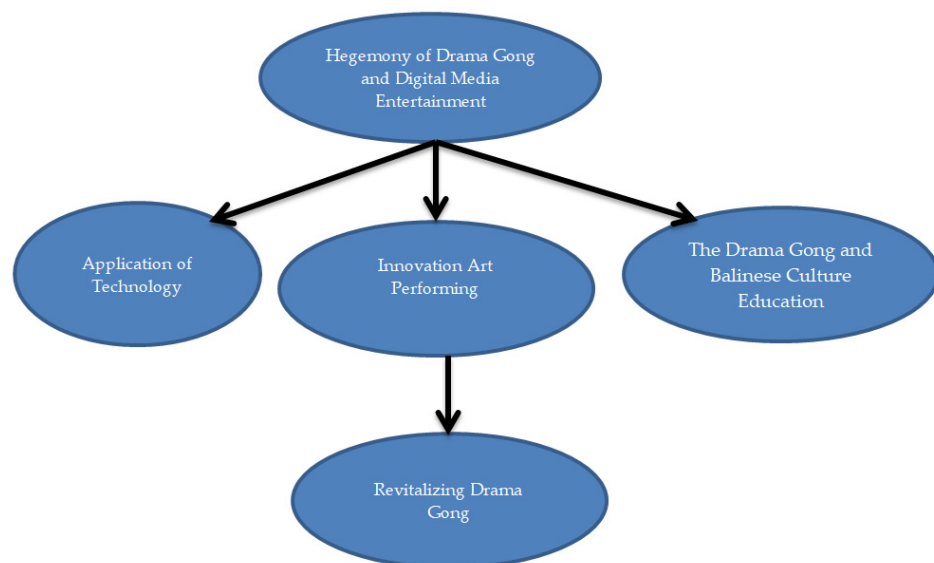 Hegemony of Drama Gong
and Digital Media
Entertainment
Application of
Technology
Innovation Art
Performing
The Drama Gong and
Balinese Culture
Education
Revitalizing Drama
Gong